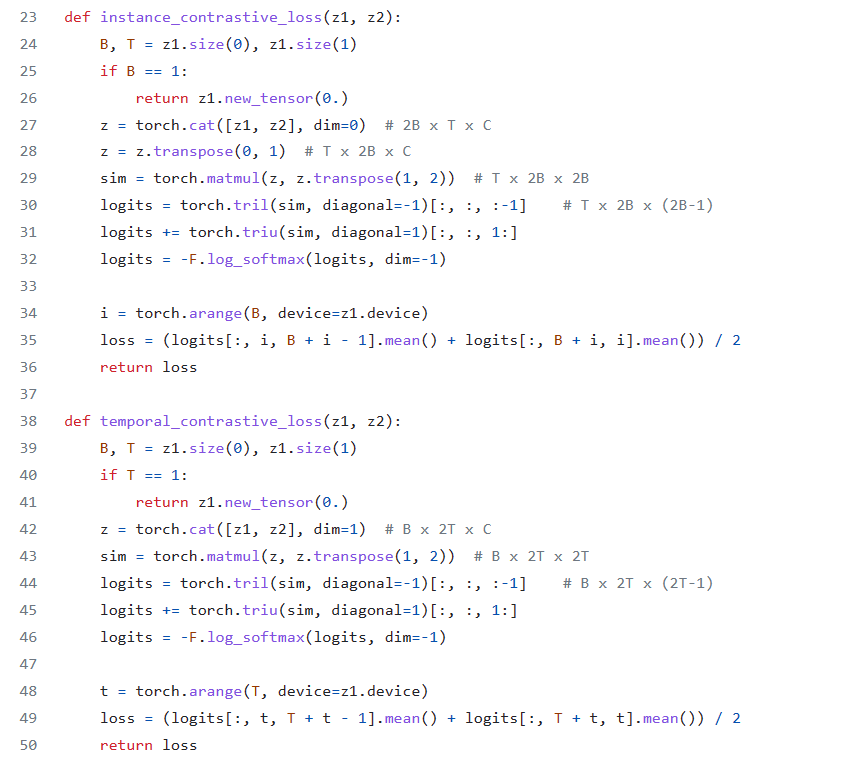 23 def instance_contrastive_loss(z1, z2):
24     B, T = z1.size(0), z1.size(1)
25     if B == 1:
26         return z1.new_tensor(0.)
27     z = torch.cat([z1, z2], dim=0)  # 2B x T x C
28     z = z.transpose(0, 1)  # T x 2B x C
29     sim = torch.matmul(z, z.transpose(1, 2))  # T x 2B x 2B
30     logits = torch.tril(sim, diagonal=-1)[:, :, :-1]    # T x 2B x (2B-1)
31     logits += torch.triu(sim, diagonal=1)[:, :, 1:]
32     logits = -F.log_softmax(logits, dim=-1)
33
34     i = torch.arange(B, device=z1.device)
35     loss = (logits[:, i, B + i - 1].mean() + logits[:, B + i, i].mean()) / 2
36     return loss
37
38 def temporal_contrastive_loss(z1, z2):
39     B, T = z1.size(0), z1.size(1)
40     if T == 1:
41         return z1.new_tensor(0.)
42     z = torch.cat([z1, z2], dim=1)  # B x 2T x C
43     sim = torch.matmul(z, z.transpose(1, 2))  # B x 2T x 2T
44     logits = torch.tril(sim, diagonal=-1)[:, :, :-1]    # B x 2T x (2T-1)
45     logits += torch.triu(sim, diagonal=1)[:, :, 1:]
46     logits = -F.log_softmax(logits, dim=-1)
47
48     t = torch.arange(T, device=z1.device)
49     loss = (logits[:, t, T + t - 1].mean() + logits[:, T + t, t].mean()) / 2
50     return loss